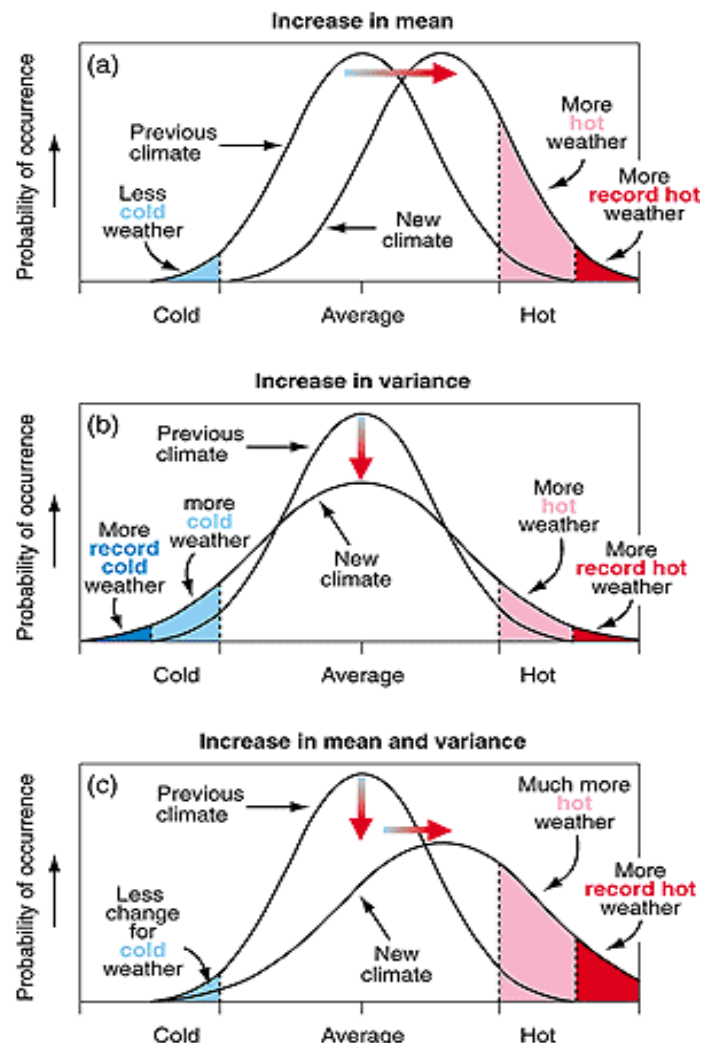 Increase in mean
(a)
Probability of occurrence
Previous
climate
Less
cold
weather
New
climate
More
hot
weather
More
record hot
weather
Cold
Average
Hot
Increase in variance
(b)
Probability of occurrence
Previous
climate
more
cold
weather
More
record
cold
weather
New
climate
More
hot
weather
More
record hot
weather
Cold
Average
Hot
Increase in mean and variance
(c)
Probability of occurrence
Previous
climate
Less
change
for
cold
weather
New
climate
Much more
hot
weather
More
record hot
weather
Cold
Average
Hot